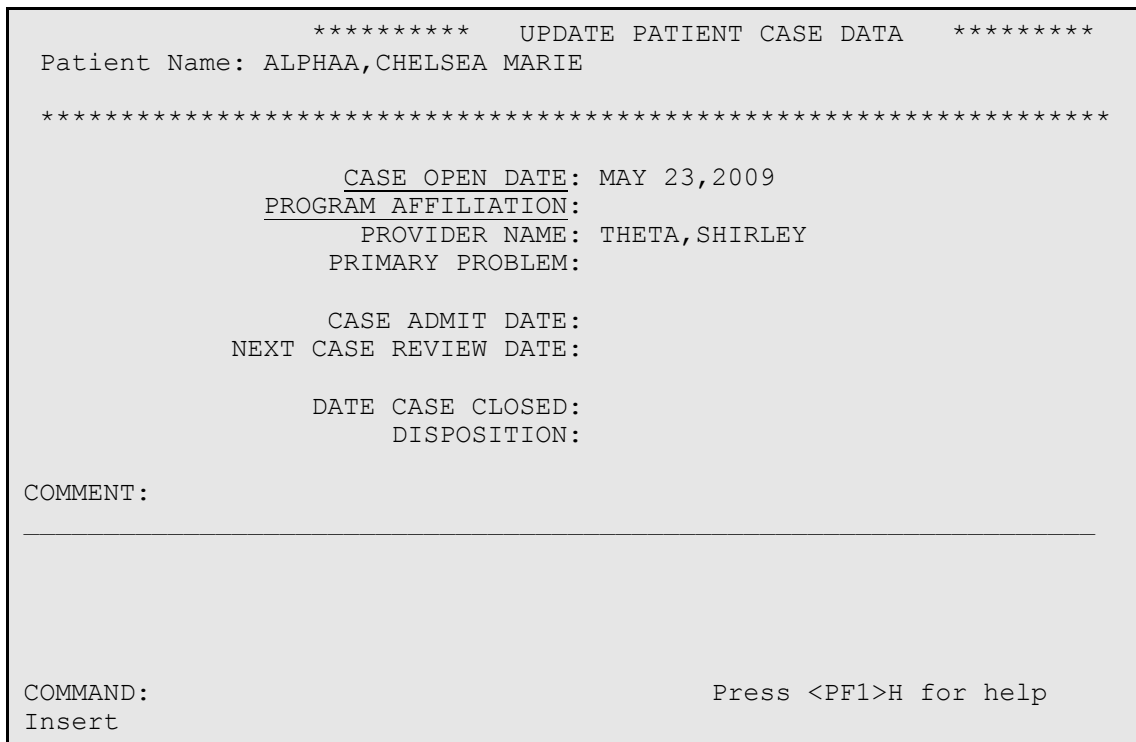 ********** UPDATE PATIENT CASE DATA *********
Patient Name: ALPHAA,CHELSEA MARIE
*******************************************************************
CASE OPEN DATE: MAY 23,2009
PROGRAM AFFILIATION:
PROVIDER NAME: THETA,SHIRLEY
PRIMARY PROBLEM:
CASE ADMIT DATE:
NEXT CASE REVIEW DATE:
DATE CASE CLOSED:
DISPOSITION:
COMMENT:
COMMAND: Press <PF1>H for help
Insert